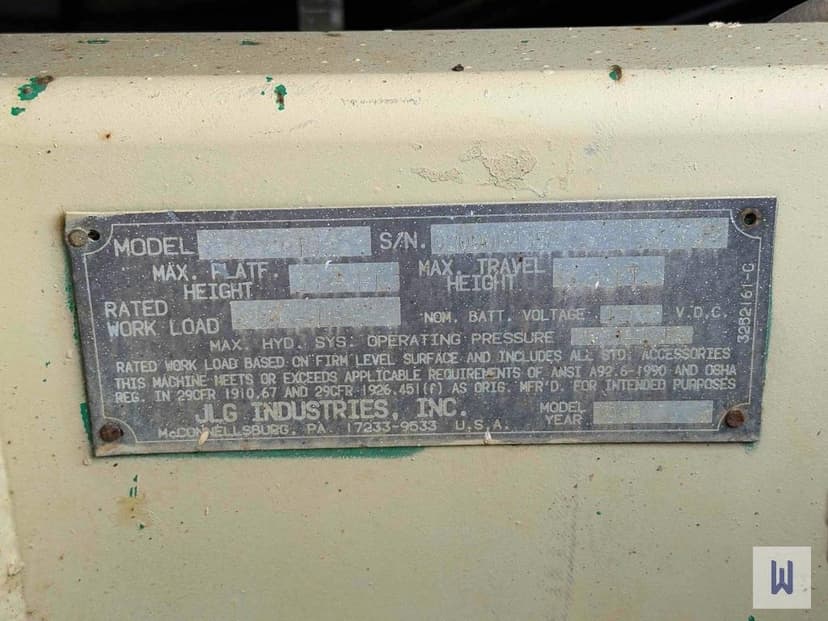 MODEL S/N.
MAX. PLATF. HEIGHT
MAX. TRAVEL HEIGHT
RATED WORK LOAD
NOM. BATT. VOLTAGE V.D.C.
MAX. HYD. SYS. OPERATING PRESSURE
RATED WORK LOAD BASED ON FIRM LEVEL SURFACE AND INCLUDES ALL STD. ACCESSORIES
THIS MACHINE MEETS OR EXCEEDS APPLICABLE REQUIREMENTS OF ANSI A92.6-1990 AND OSHA
REG. IN 29CFR 1910.67 AND 29CFR 1926.451(f) AS ORIG. MFR'D. FOR INTENDED PURPOSES
JLG INDUSTRIES, INC.
McCONNELLSBURG, PA. 17233-9533 U.S.A.
MODEL YEAR
3252161-C
W